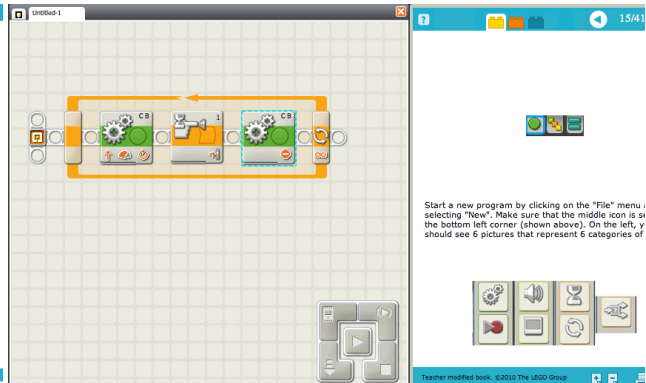 Untitled-1
15/41
C B
1
C B
Start a new program by clicking on the "File" menu
selecting "New". Make sure that the middle icon is
the bottom left corner (shown above). On the left,
should see 6 pictures that represent 6 categories of
Teacher modified book. ©2010 The LEGO Group